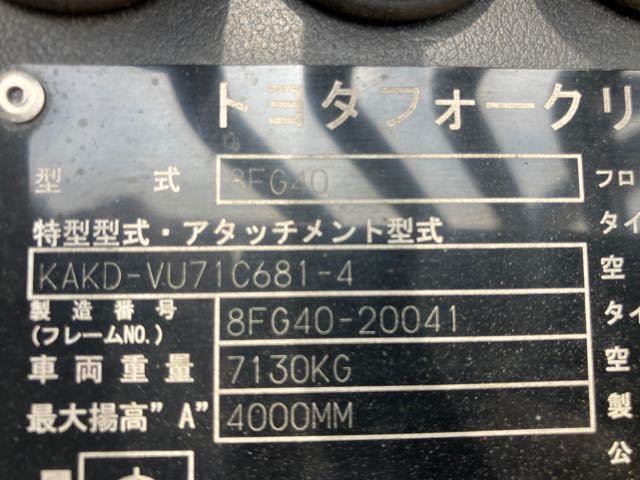 トヨタフォークリ
型 式 8FG40 フロ
特型型式・アタッチメント型式 タイ
KAKD-VU71C681-4 空
製造番号 8FG40-20041 タイ
(フレームNO.)
車両重量 7130KG 空
最大揚高"A" 4000MM 製
公